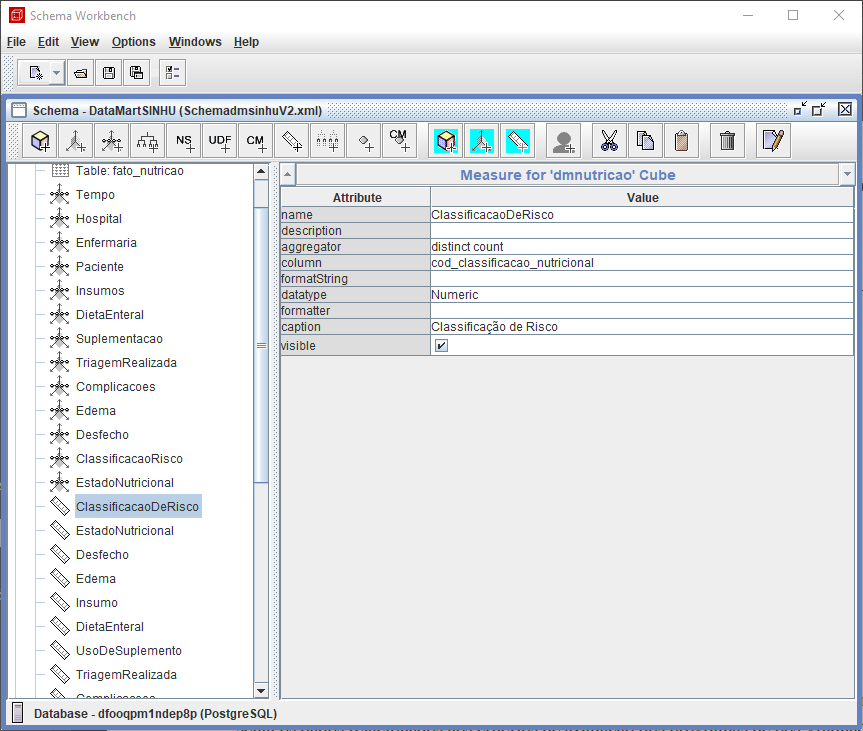 Schema Workbench
File Edit View Options Windows Help
Schema - DataMartSINHU (SchemadmsinhuV2.xml)
NS UDF CM CM
Table: fato_nutricao
Tempo
Hospital
Enfermaria
Paciente
Insumos
DietaEnteral
Suplementacao
TriagemRealizada
Complicacoes
Edema
Desfecho
ClassificacaoRisco
EstadoNutricional
ClassificacaoDeRisco
EstadoNutricional
Desfecho
Edema
Insumo
DietaEnteral
UsoDeSuplemento
TriagemRealizada
Complicacoes
Measure for 'dmnutricao' Cube
Attribute Value
name ClassificacaoDeRisco
description
aggregator distinct count
column cod_classificacao_nutricional
formatString
datatype Numeric
formatter
caption Classificação de Risco
visible
Database - dfooqpm1ndep8p (PostgreSQL)